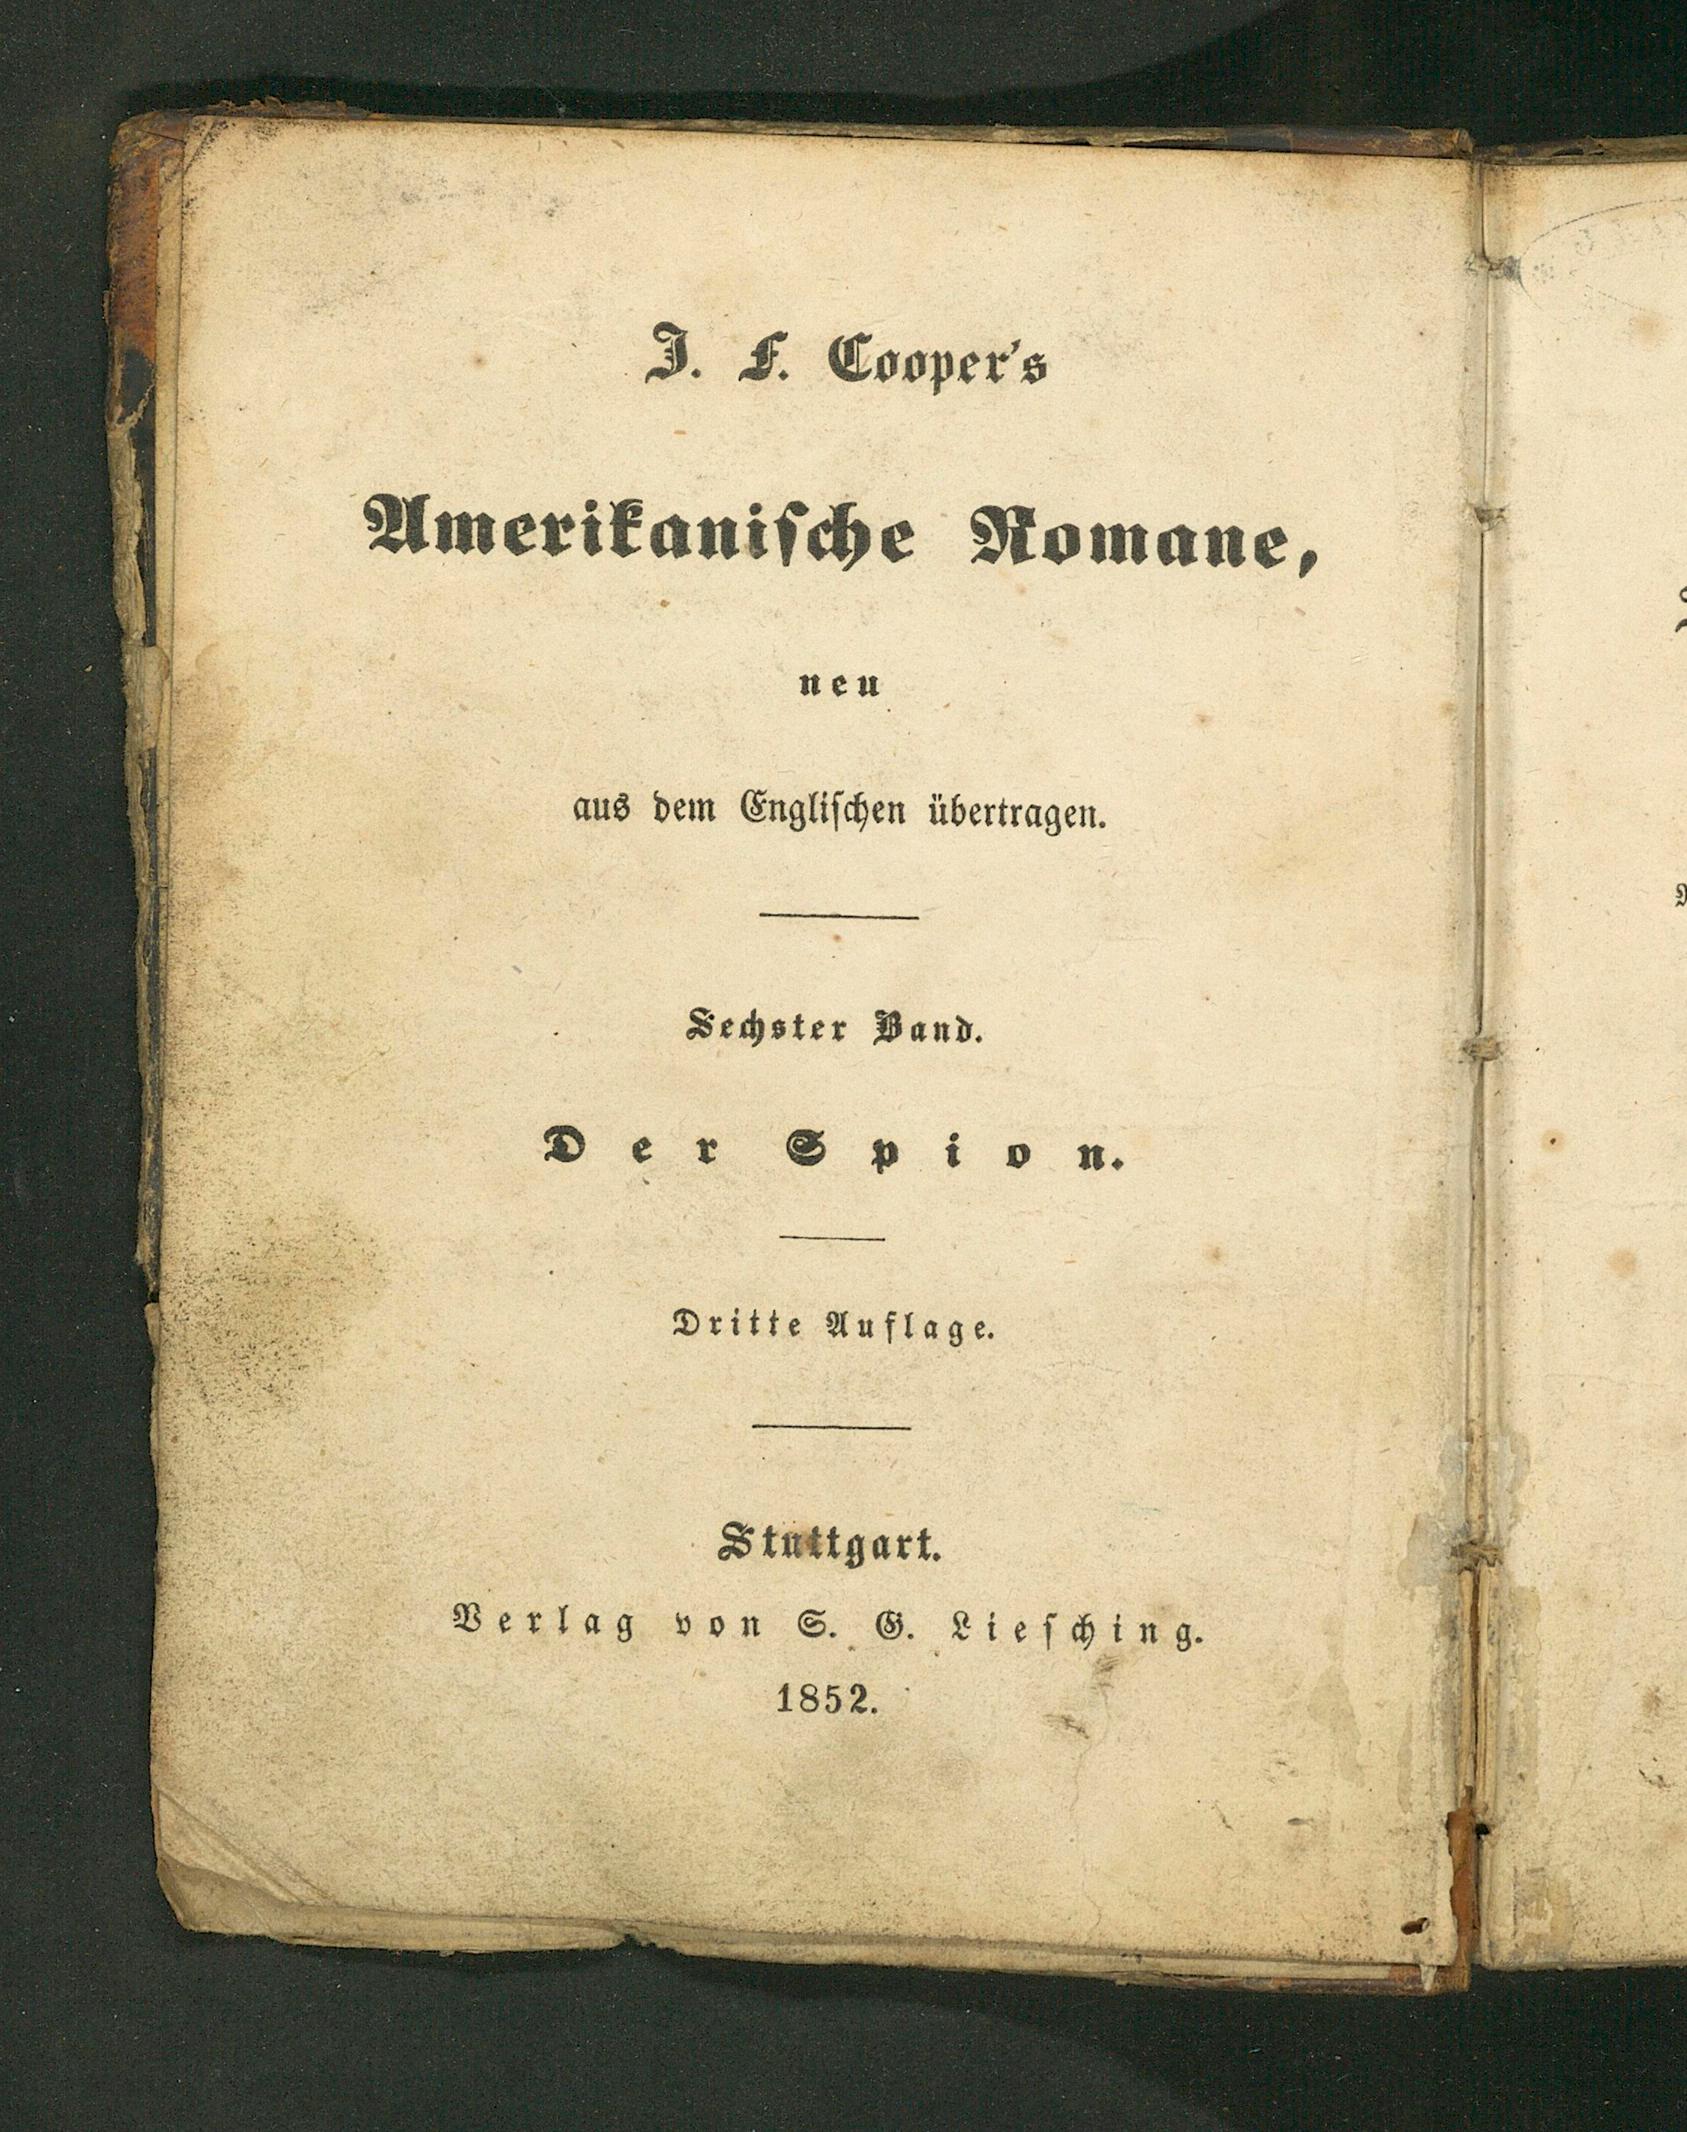 J. F. Cooper's
Amerikaniſche Romane,
neu
aus dem Engliſchen übertragen.
Sechster Band.
Der Spion.
Dritte Auflage.
Stuttgart.
Verlag von S. G. Lieſching.
1852.